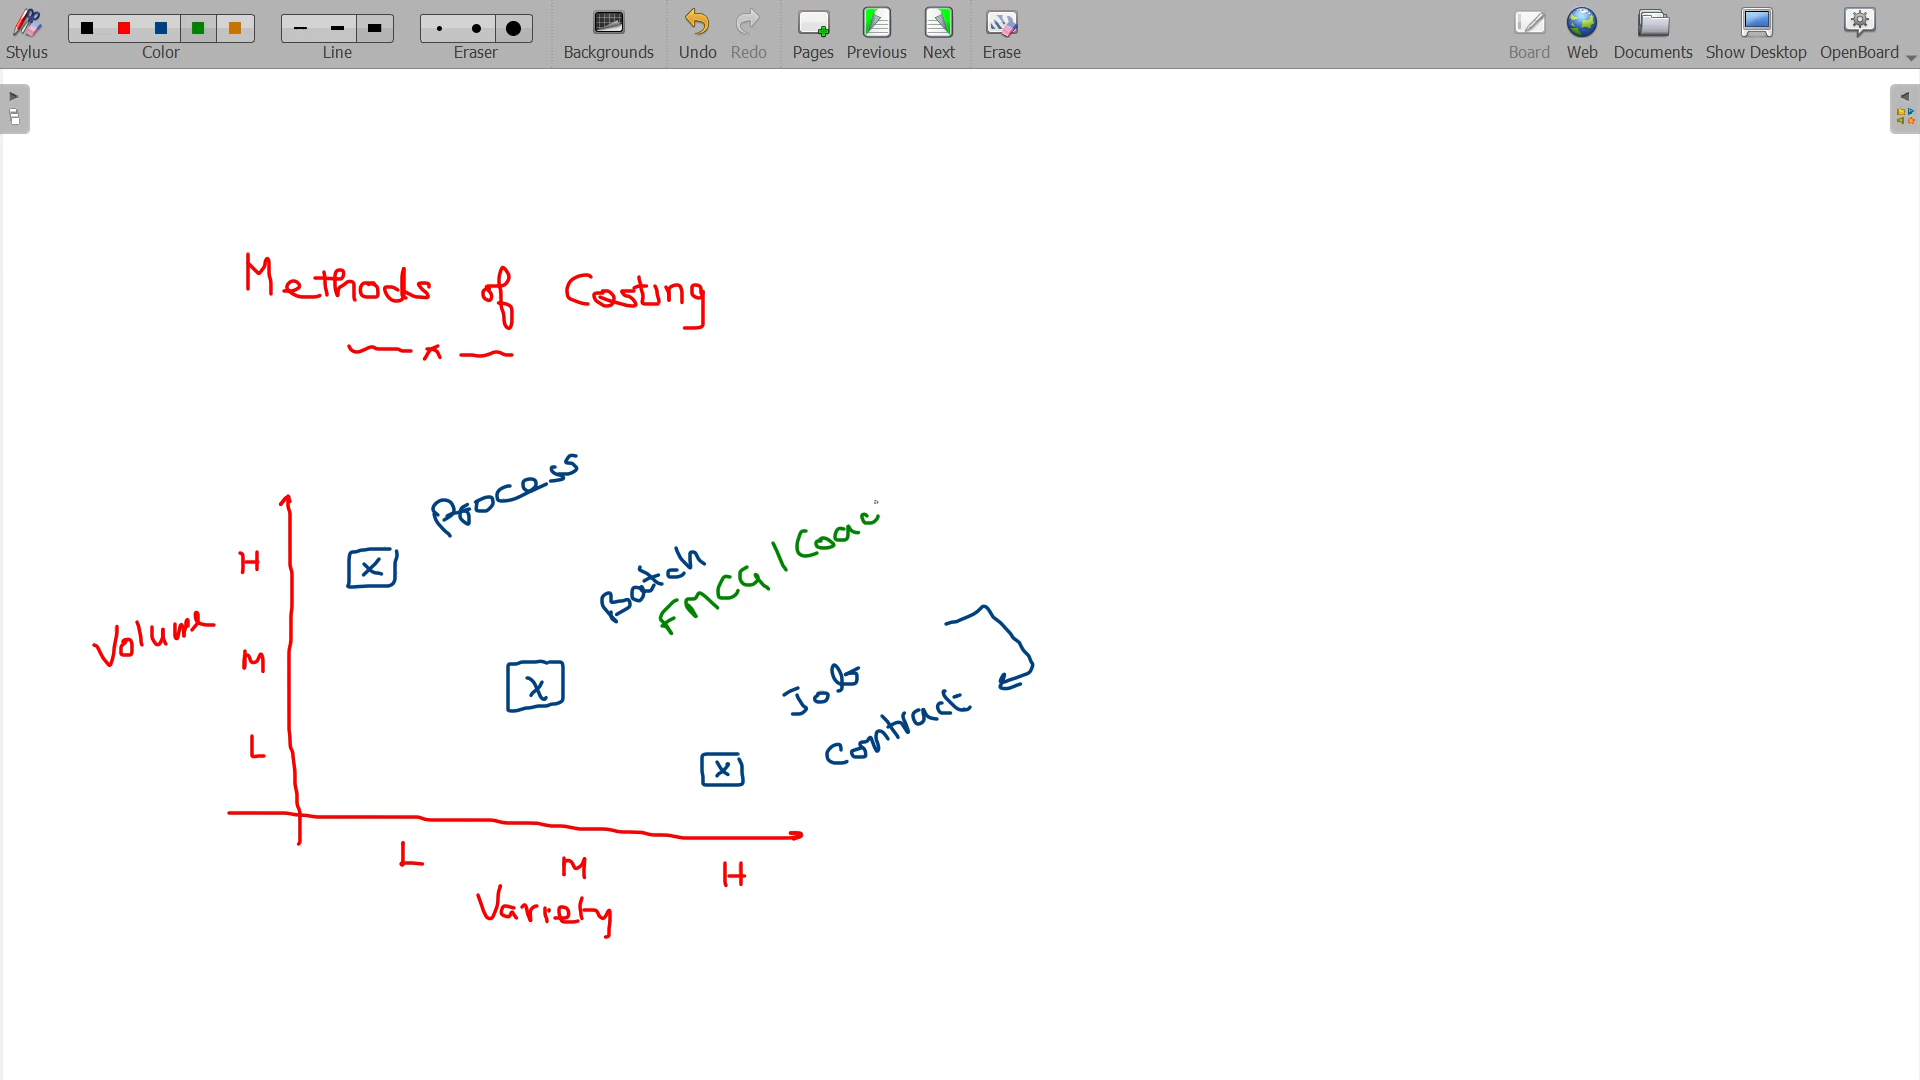 Stylus Color Line Eraser Backgrounds Undo Redo Pages Previous Next Erase Board Web Documents Show Desktop OpenBoard
Methods of Costing
Process
Batch
FMCG / Coac
Job
Contract
Volume
H
M
L
L M H
Variety